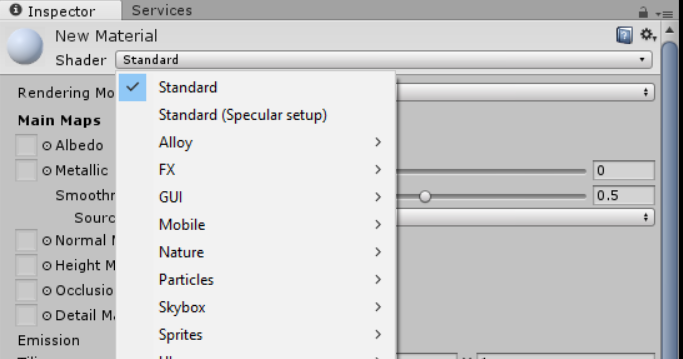 Inspector Services
New Material
Shader Standard
Standard
Standard (Specular setup)
Alloy
FX
GUI
Mobile
Nature
Particles
Skybox
Sprites
Rendering Mo
Main Maps
Albedo
Metallic 0
Smoothn 0.5
Sourc
Normal M
Height M
Occlusio
Detail Ma
Emission